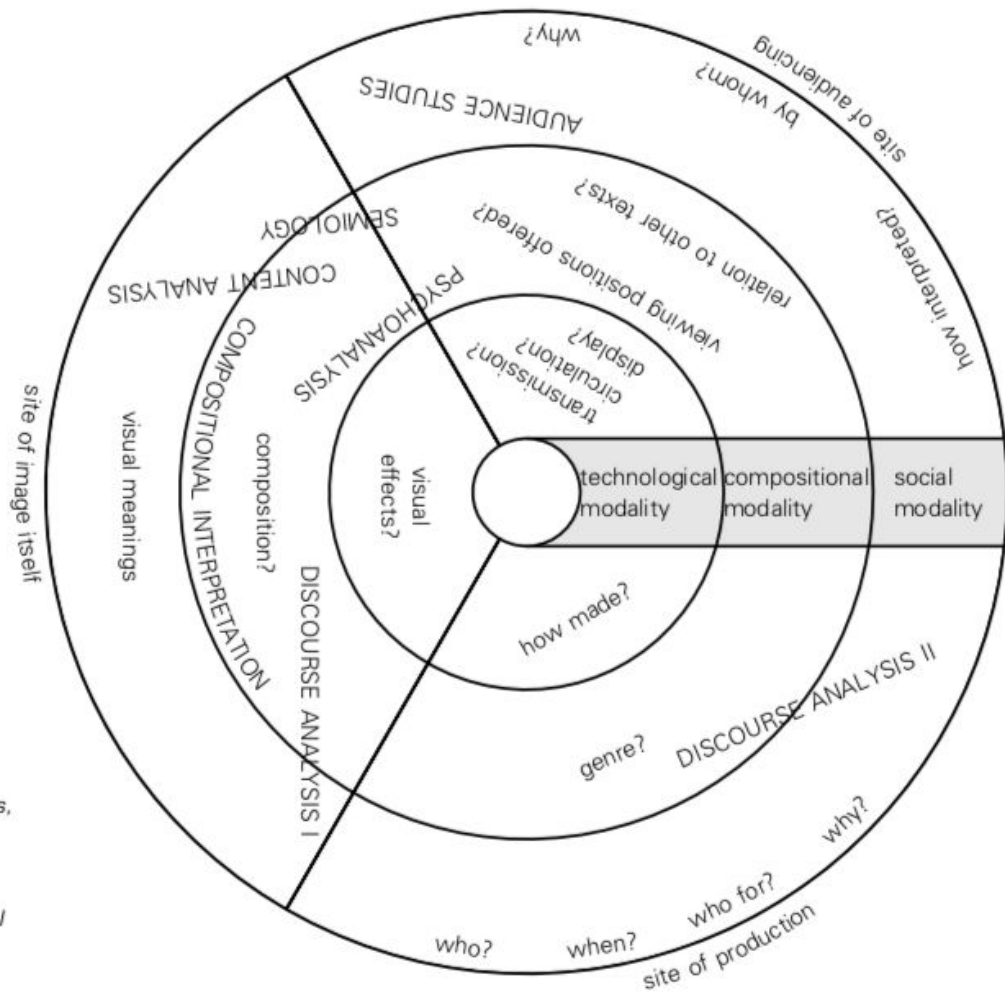 why?
by whom?
site of audiencing
how interpreted?
AUDIENCE STUDIES
relation to other texts?
viewing positions offered?
display?
circulation?
transmission?
SEMIOLOGY
CONTENT ANALYSIS
PSYCHOANALYSIS
COMPOSITIONAL INTERPRETATION
site of image itself
visual meanings
composition?
visual
effects?
DISCOURSE ANALYSIS I
technological
modality
compositional
modality
social
modality
how made?
genre?
DISCOURSE ANALYSIS II
why?
who for?
when?
who?
site of production
s,